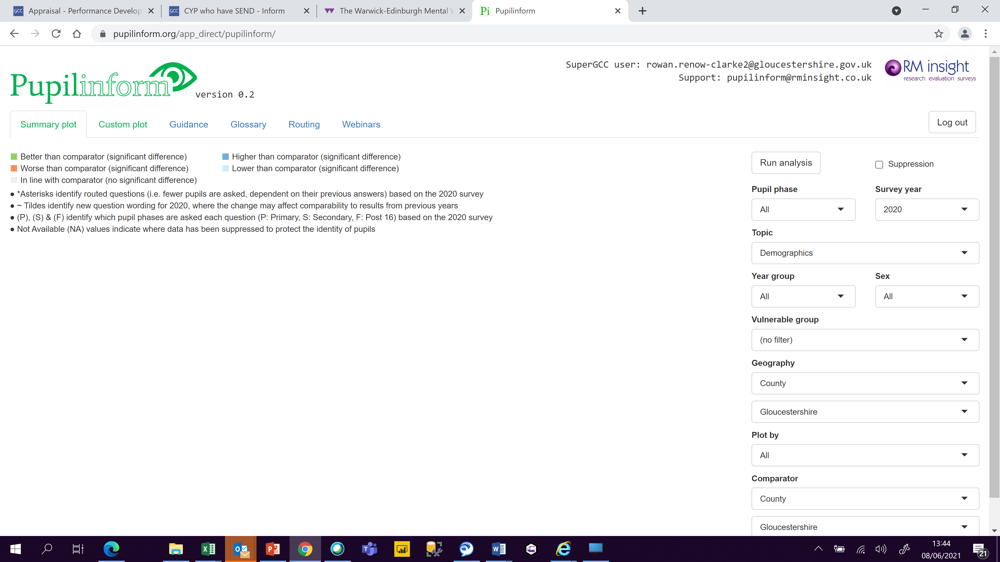 GCC Appraisal - Performance Develop
GCC CYP who have SEND - Inform
The Warwick-Edinburgh Mental
Pi Pupilinform
pupilinform.org/app_direct/pupilinform/
Pupilinform version 0.2
SuperGCC user: rowan.renow-clarke2@gloucestershire.gov.uk
Support: pupilinform@rminsight.co.uk
RM insight
research evaluation surveys
Summary plot Custom plot Guidance Glossary Routing Webinars
Log out
Better than comparator (significant difference)
Higher than comparator (significant difference)
Worse than comparator (significant difference)
Lower than comparator (significant difference)
In line with comparator (no significant difference)
● *Asterisks identify routed questions (i.e. fewer pupils are asked, dependent on their previous answers) based on the 2020 survey
● ~ Tildes identify new question wording for 2020, where the change may affect comparability to results from previous years
● (P), (S) & (F) identify which pupil phases are asked each question (P: Primary, S: Secondary, F: Post 16) based on the 2020 survey
● Not Available (NA) values indicate where data has been suppressed to protect the identity of pupils
Run analysis
Suppression
Pupil phase
Survey year
All
2020
Topic
Demographics
Year group
Sex
All
All
Vulnerable group
(no filter)
Geography
County
Gloucestershire
Plot by
All
Comparator
County
Gloucestershire
13:44
08/06/2021
21